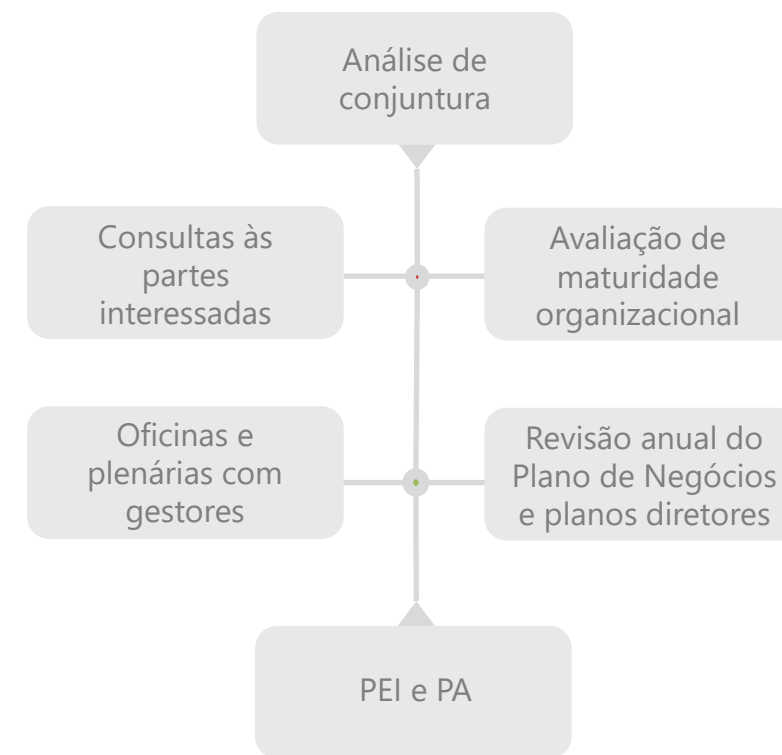 Análise de
conjuntura
Consultas às
partes
interessadas
Avaliação de
maturidade
organizacional
Oficinas e
plenárias com
gestores
Revisão anual do
Plano de Negócios
e planos diretores
PEI e PA